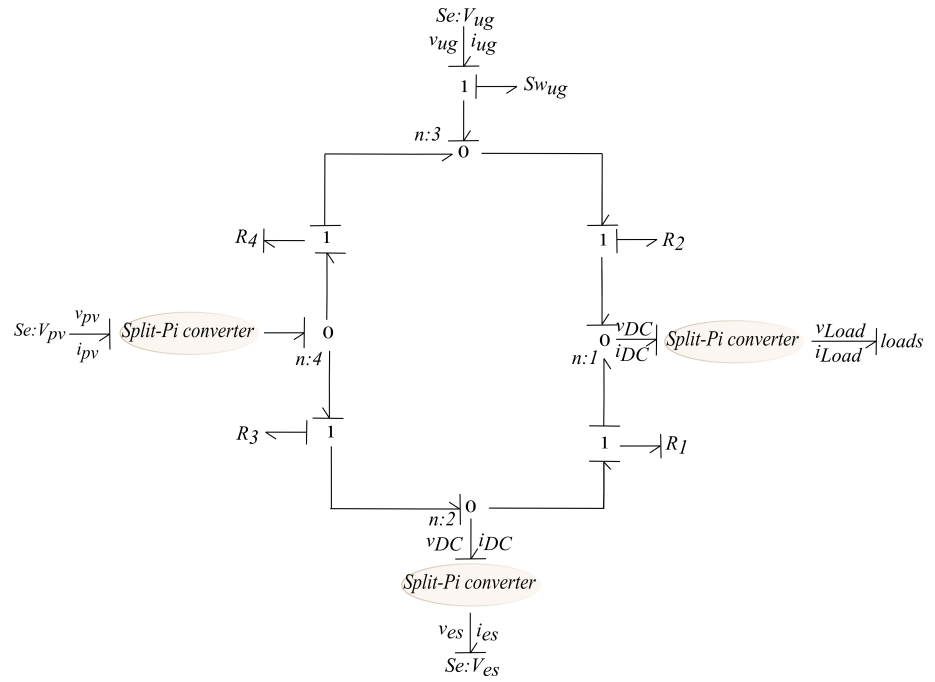 Se:Vug
vug iug
1 Swug
n:3
0
R4 1
1 R2
Se:Vpv vpv ipv Split-Pi converter 0
n:4
0 vDC iDC Split-Pi converter vLoad iLoad loads
n:1
R3 1
1 R1
n:2 0
vDC iDC
Split-Pi converter
ves ies
Se:Ves